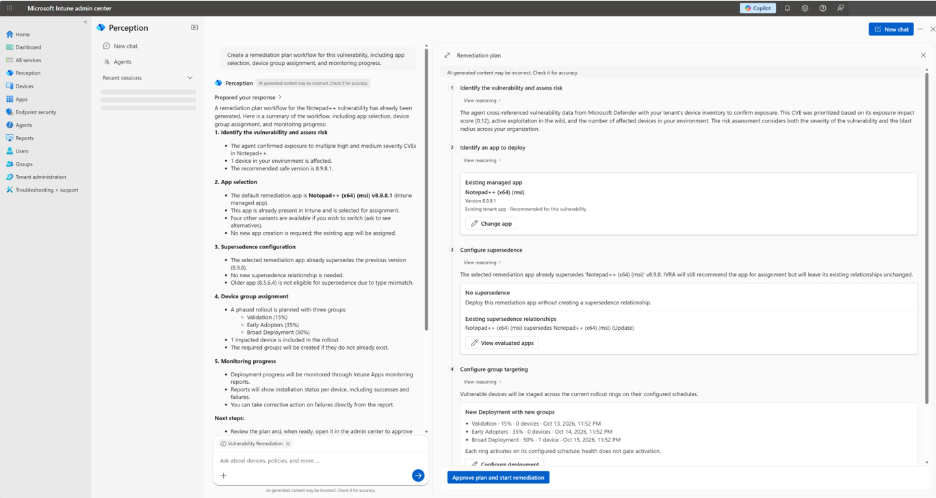 Microsoft Intune admin center
Copilot
Home
Dashboard
All services
Perception
Devices
Apps
Endpoint security
Agents
Reports
Users
Groups
Tenant administration
Troubleshooting + support
Perception
New chat
Agents
Recent sessions
New chat
Create a remediation plan workflow for this vulnerability, including app
selection, device group assignment, and monitoring progress.
Perception AI-generated content may be incorrect. Check it for accuracy.
Prepared your response
A remediation plan workflow for the Notepad++ vulnerability has already been
generated. Here is a summary of the workflow, including app selection, device
group assignment, and monitoring progress:
1. Identify the vulnerability and assess risk
• The agent confirmed exposure to multiple high and medium severity CVEs
in Notepad++.
• 1 device in your environment is affected.
• The recommended safe version is 8.9.8.1.
2. App selection
• The default remediation app is Notepad++ (x64) (msi) v8.9.8.1 (Intune
managed app).
• This app is already present in Intune and is selected for assignment.
• Four other variants are available if you wish to switch (ask to see
alternatives).
• No new app creation is required; the existing app will be assigned.
3. Supersedence configuration
• The selected remediation app already supersedes the previous version
(8.9.8).
• No new supersedence relationship is needed.
• Older app (8.5.6.4) is not eligible for supersedence due to type mismatch.
4. Device group assignment
• A phased rollout is planned with three groups:
○ Validation (15%)
○ Early Adopters (35%)
○ Broad Deployment (50%)
• 1 impacted device is included in the rollout.
• The required groups will be created if they do not already exist.
5. Monitoring progress
• Deployment progress will be monitored through Intune Apps monitoring
reports.
• Reports will show installation status per device, including successes and
failures.
• You can take corrective action on failures directly from the report.
Next steps:
• Review the plan and, when ready, open it in the admin center to approve
Vulnerability Remediation
Ask about devices, policies, and more ...
AI-generated content may be incorrect. Check it for accuracy.
Remediation plan
AI-generated content may be incorrect. Check it for accuracy.
1 Identify the vulnerability and assess risk
View reasoning
The agent cross-referenced vulnerability data from Microsoft Defender with your tenant's device inventory to confirm exposure. This CVE was prioritized based on its exposure impact
score (0.12), active exploitation in the wild, and the number of affected devices in your environment. The risk assessment considers both the severity of the vulnerability and the blast
radius across your organization.
2 Identify an app to deploy
View reasoning
Existing managed app
Notepad++ (x64) (msi)
Version 8.9.8.1
Existing tenant app · Recommended for this vulnerability.
Change app
3 Configure supersedence
View reasoning
The selected remediation app already supersedes 'Notepad++ (x64) (msi)' v8.9.8. IVRA will still recommend the app for assignment but will leave its existing relationships unchanged.
No supersedence
Deploy this remediation app without creating a supersedence relationship.
Existing supersedence relationships
Notepad++ (x64) (msi) supersedes Notepad++ (x64) (msi) (Update)
View evaluated apps
4 Configure group targeting
View reasoning
Vulnerable devices will be staged across the current rollout rings on their configured schedules.
New Deployment with new groups
• Validation · 15% · 0 devices · Oct 13, 2026, 11:52 PM
• Early Adopters · 35% · 0 devices · Oct 14, 2026, 11:52 PM
• Broad Deployment · 50% · 1 device · Oct 15, 2026, 11:52 PM
Each ring activates on its configured schedule; health does not gate activation.
Configure deployment
Approve plan and start remediation